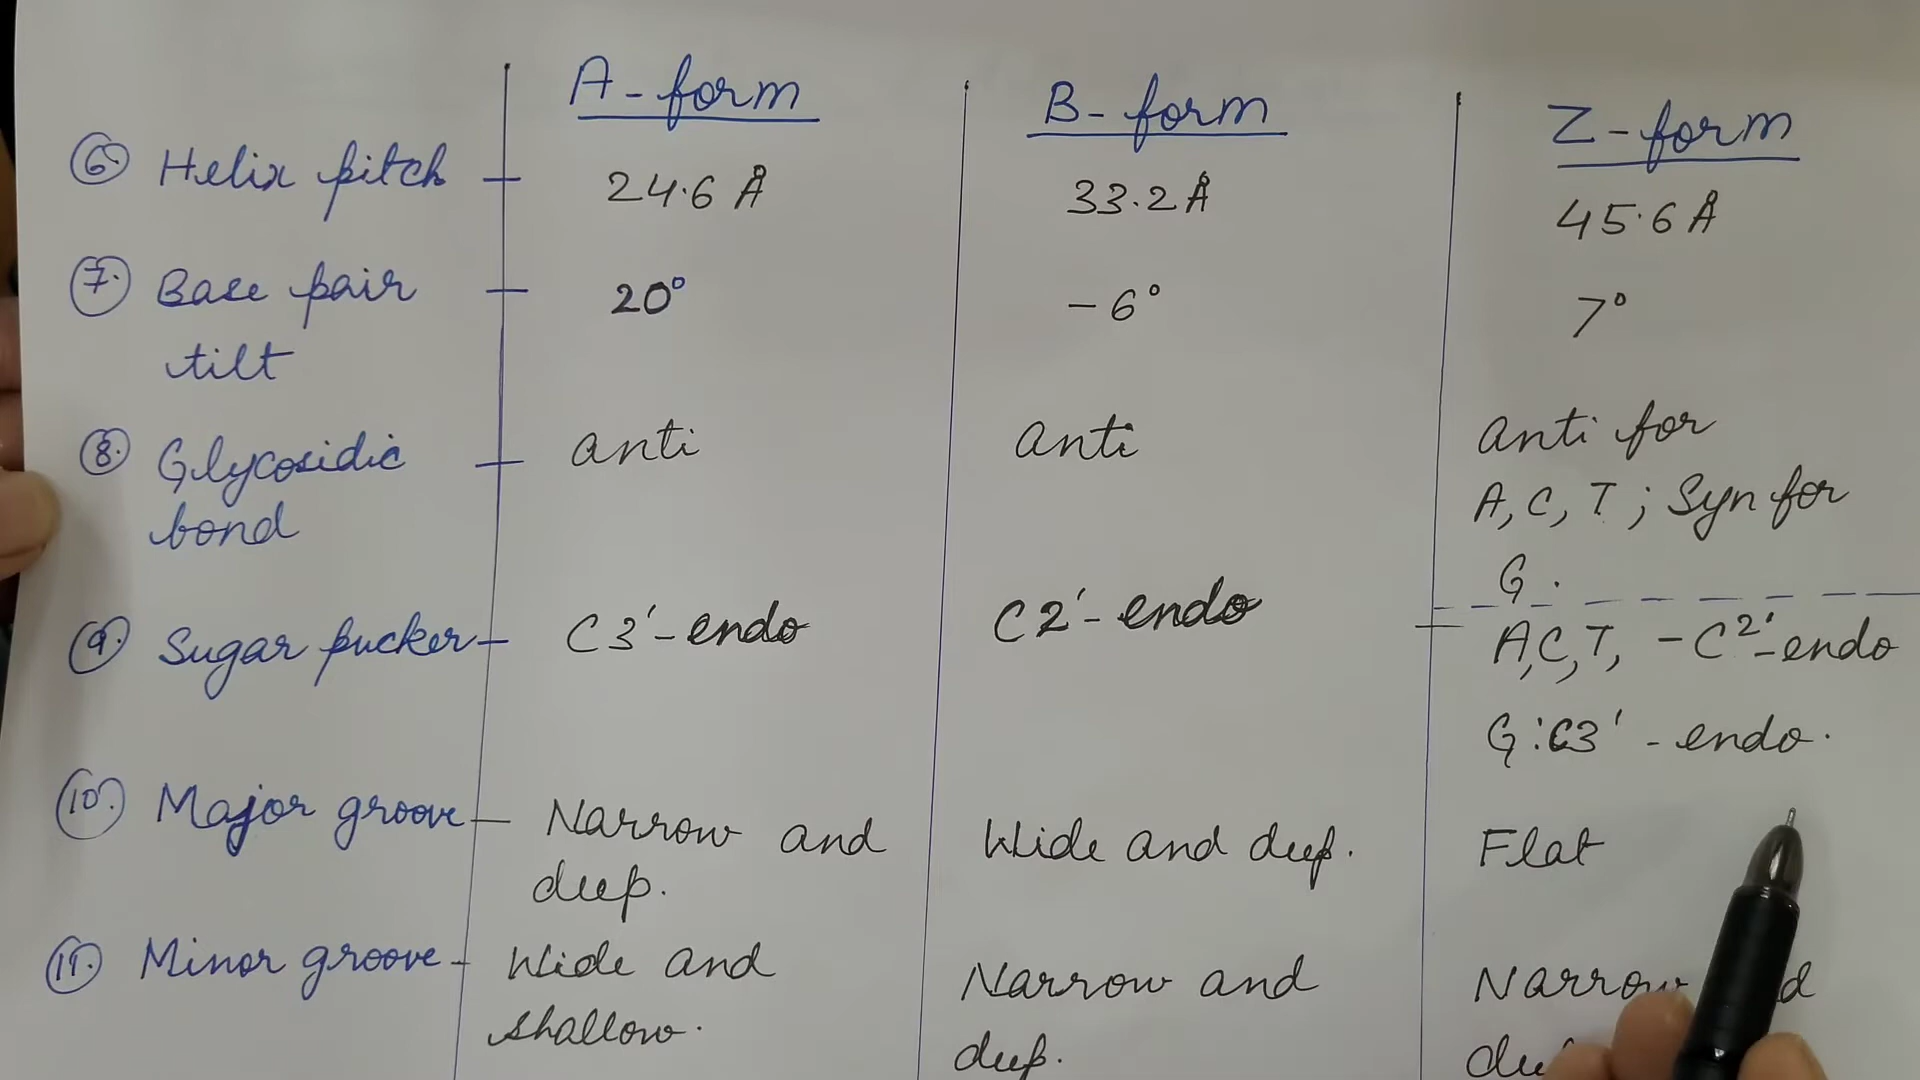 A-form B-form Z-form
6. Helix pitch - 24.6 Å 33.2 Å 45.6 Å
7. Base pair - 20° -6° 7°
tilt
8. Glycosidic - anti anti anti for
bond A, C, T; Syn for
G.
9. Sugar pucker - C3'-endo C2'-endo A,C,T, - C2'-endo
G: C3' - endo.
10. Major groove - Narrow and Wide and deep. Flat
deep.
11. Minor groove - Wide and Narrow and Narrow
shallow. deep.